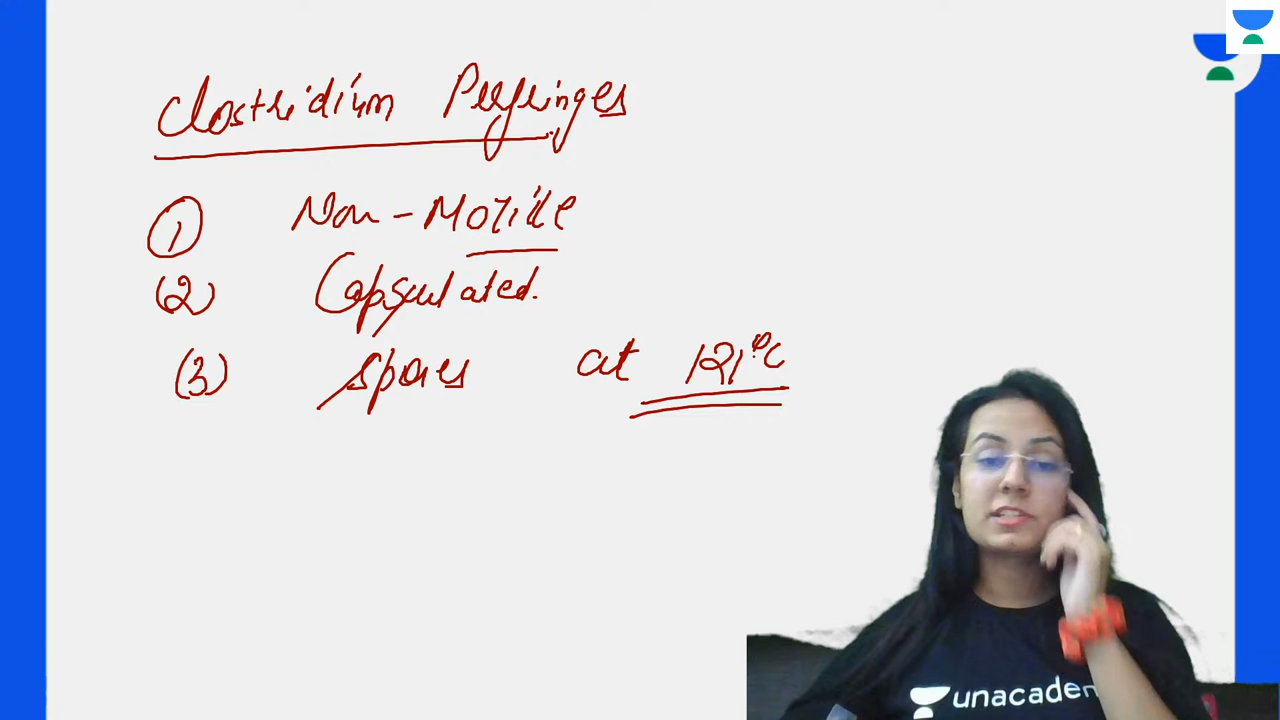 Clostridium Perfringes
1 Non-Motile
(2) Capsulated.
(3) spores at 121°C
unacadem